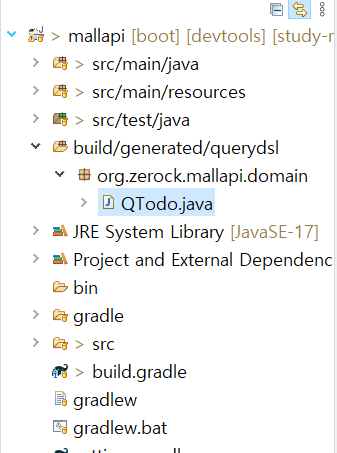 > mallapi [boot] [devtools] [study-r
> src/main/java
> src/main/resources
> src/test/java
build/generated/querydsl
org.zerock.mallapi.domain
QTodo.java
JRE System Library [JavaSE-17]
Project and External Dependenc
bin
gradle
> src
> build.gradle
gradlew
gradlew.bat